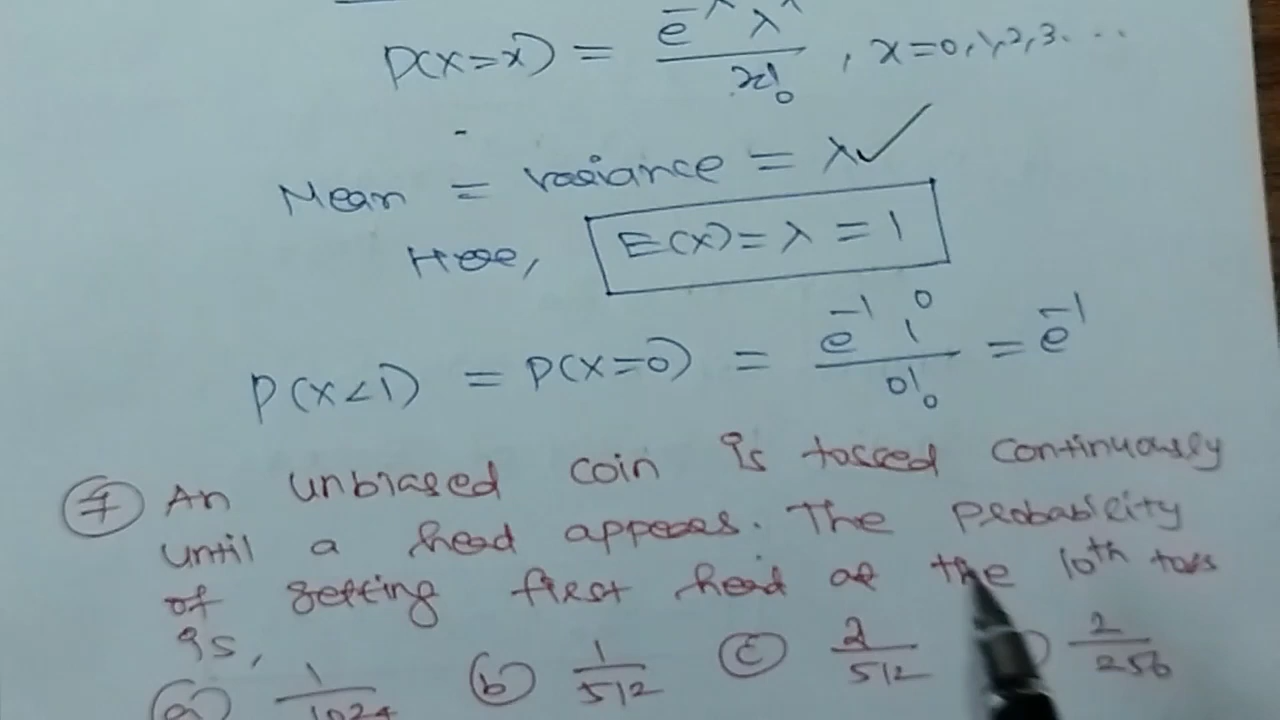 P(X=x) = e^-λ λ^x / x! , x=0,1,2,3...
Mean = variance = λ ✓
Here, E(X)=λ=1
P(X<1) = P(X=0) = e^-1 1^0 / 0! = e^-1
7 An unbiased coin is tossed continuously
until a head appears. The probability
of getting first head at the 10th toss
is,
(a) 1/1024 (b) 1/512 (c) 2/512 ) 2/256